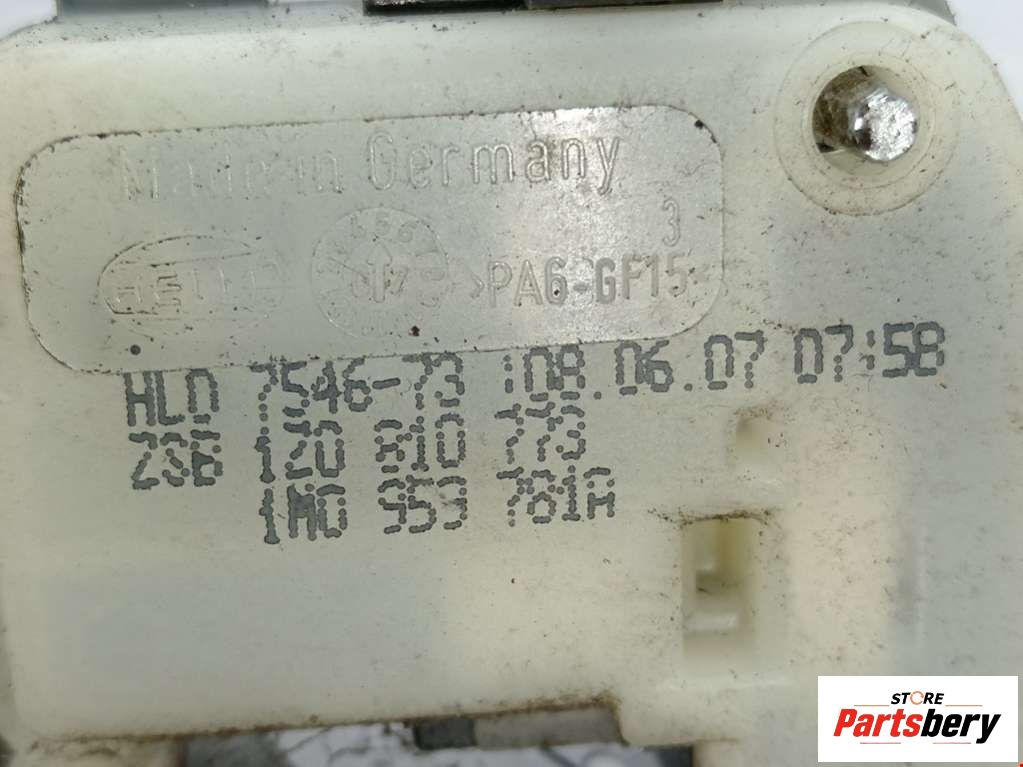 Made in Germany
HELLA
3
>PA6-GF15<
HLO 7546-73 108.06.07 07:58
2SB 120 810 773
1M0 959 781A
STORE
Partsbery